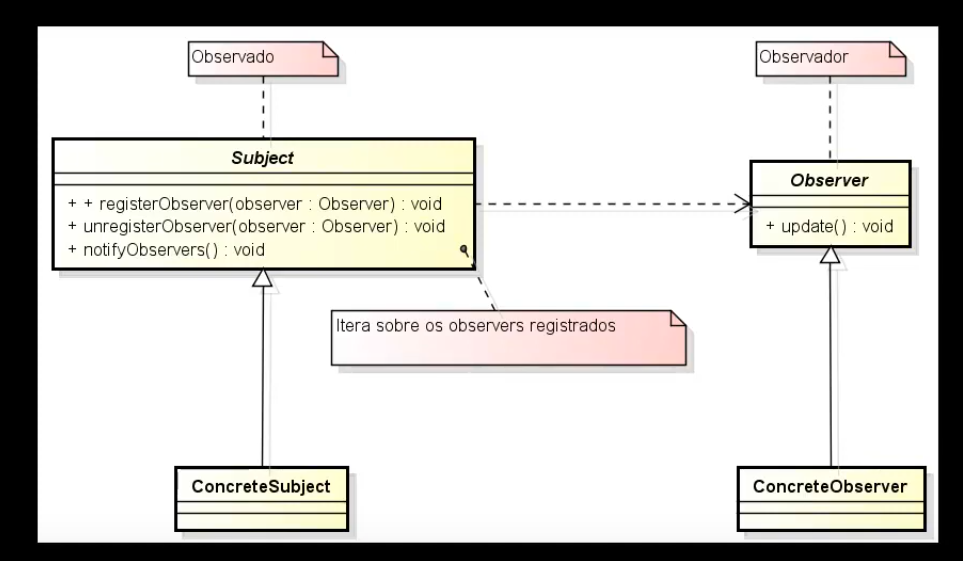 Observado
Observador
Subject
+ + registerObserver(observer : Observer) : void
+ unregisterObserver(observer : Observer) : void
+ notifyObservers() : void
Observer
+ update() : void
Itera sobre os observers registrados
ConcreteSubject
ConcreteObserver